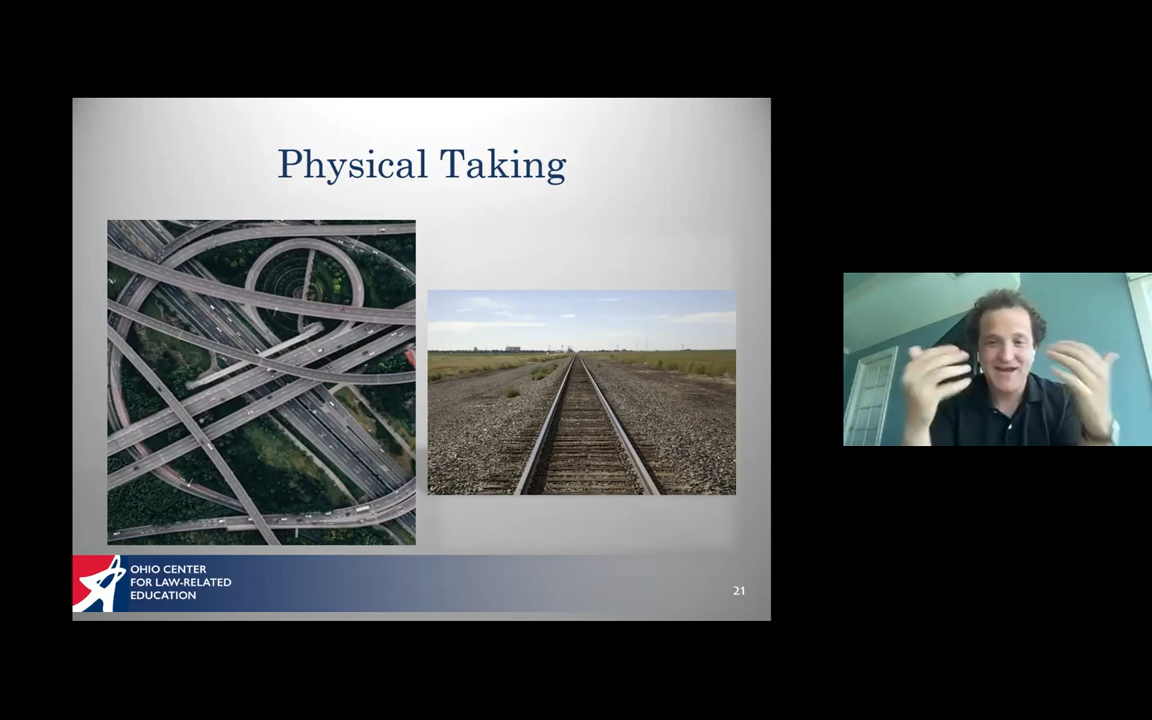 Physical Taking
OHIO CENTER
FOR LAW-RELATED
EDUCATION
21